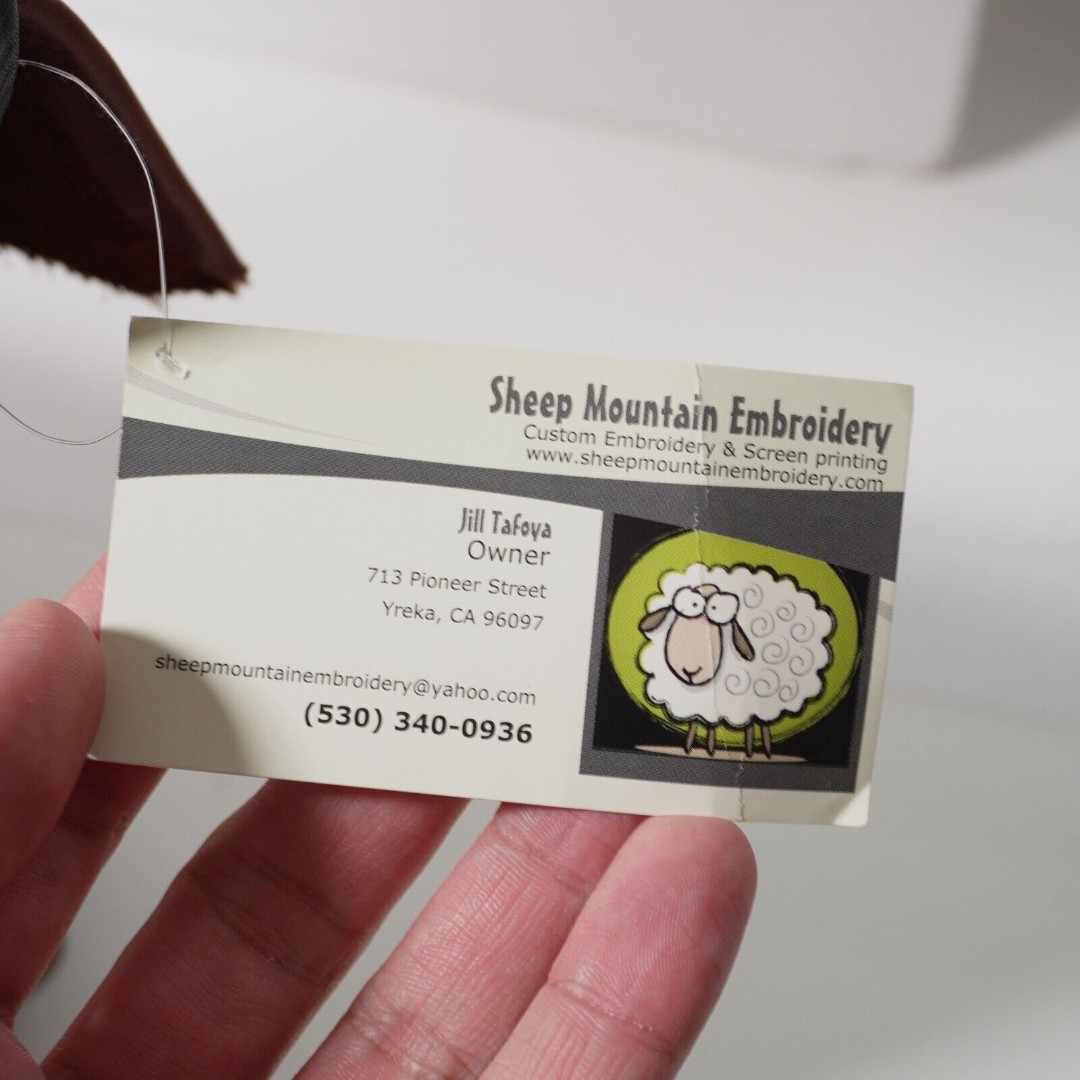 Sheep Mountain Embroidery
Custom Embroidery & Screen printing
www.sheepmountainembroidery.com
Jill Tafoya
Owner
713 Pioneer Street
Yreka, CA 96097
sheepmountainembroidery@yahoo.com
(530) 340-0936